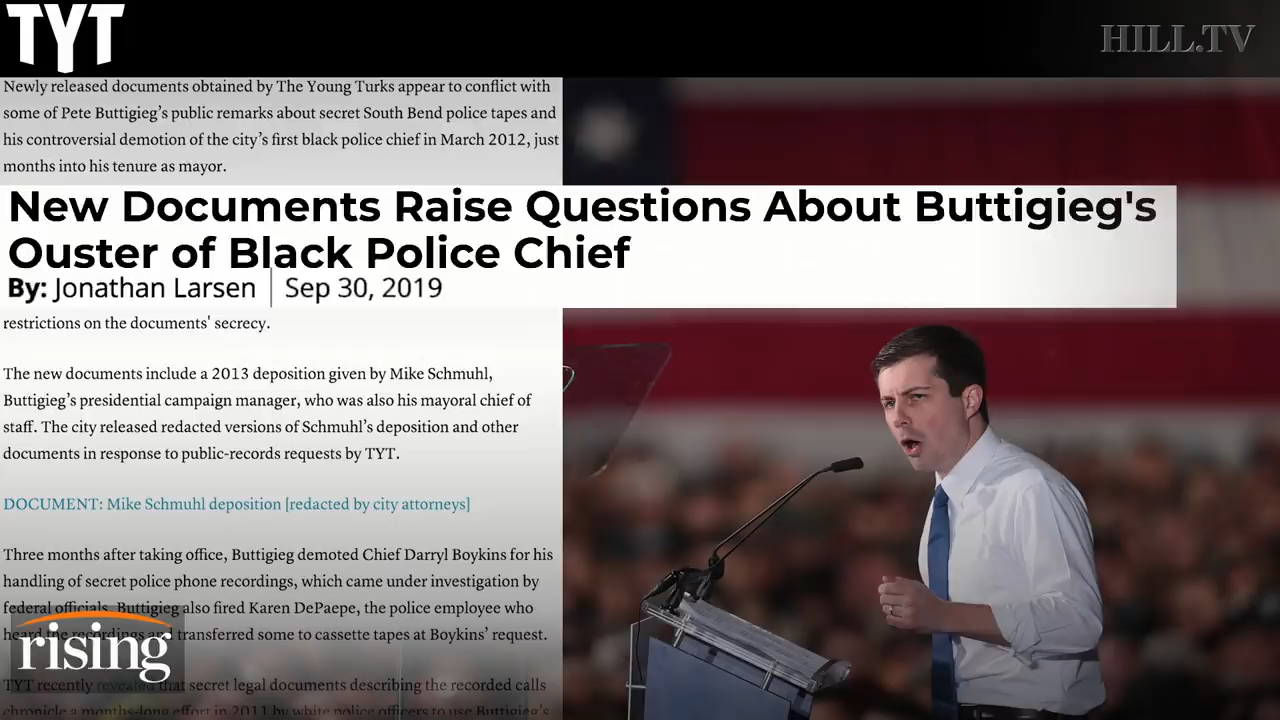 TYT
HILL.TV
Newly released documents obtained by The Young Turks appear to conflict with
some of Pete Buttigieg’s public remarks about secret South Bend police tapes and
his controversial demotion of the city’s first black police chief in March 2012, just
months into his tenure as mayor.
New Documents Raise Questions About Buttigieg's
Ouster of Black Police Chief
By: Jonathan Larsen | Sep 30, 2019
restrictions on the documents' secrecy.
The new documents include a 2013 deposition given by Mike Schmuhl,
Buttigieg’s presidential campaign manager, who was also his mayoral chief of
staff. The city released redacted versions of Schmuhl’s deposition and other
documents in response to public-records requests by TYT.
DOCUMENT: Mike Schmuhl deposition [redacted by city attorneys]
Three months after taking office, Buttigieg demoted Chief Darryl Boykins for his
handling of secret police phone recordings, which came under investigation by
federal officials. Buttigieg also fired Karen DePaepe, the police employee who
heard the recordings and transferred some to cassette tapes at Boykins’ request.
rising
TYT recently revealed that secret legal documents describing the recorded calls
chronicle a months-long effort in 2011 by white police officers to use Buttigieg’s